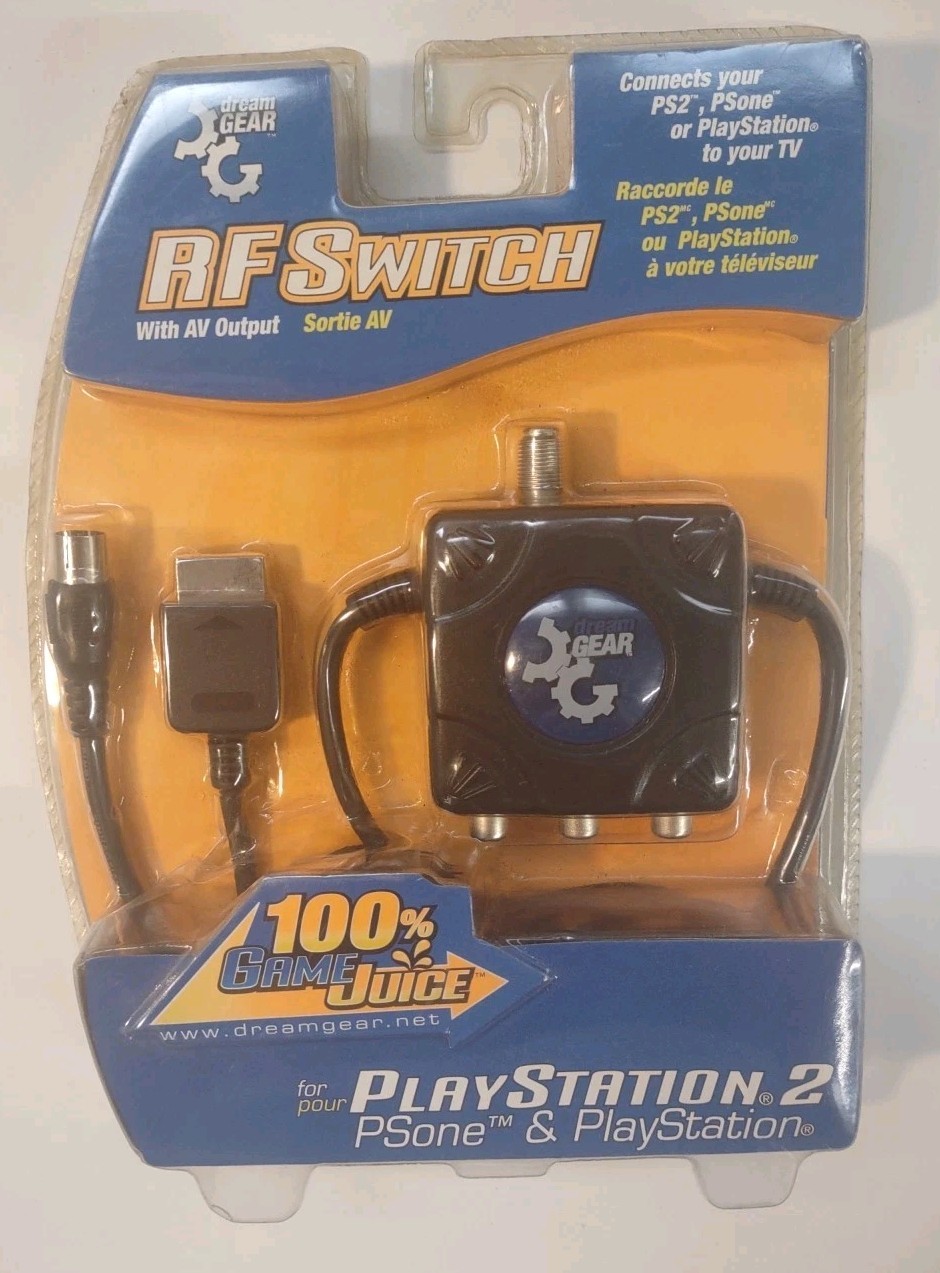 dream
GEAR™
G
RF SWITCH
With AV Output Sortie AV
Connects your
PS2™, PSone™
or PlayStation®
to your TV
Raccorde le
PS2MC, PSoneMC
ou PlayStation®
à votre téléviseur
dream
GEAR
G
100%
GAME JUICE™
www.dreamgear.net
for
pour
PLAYSTATION® 2
PSone™ & PlayStation®